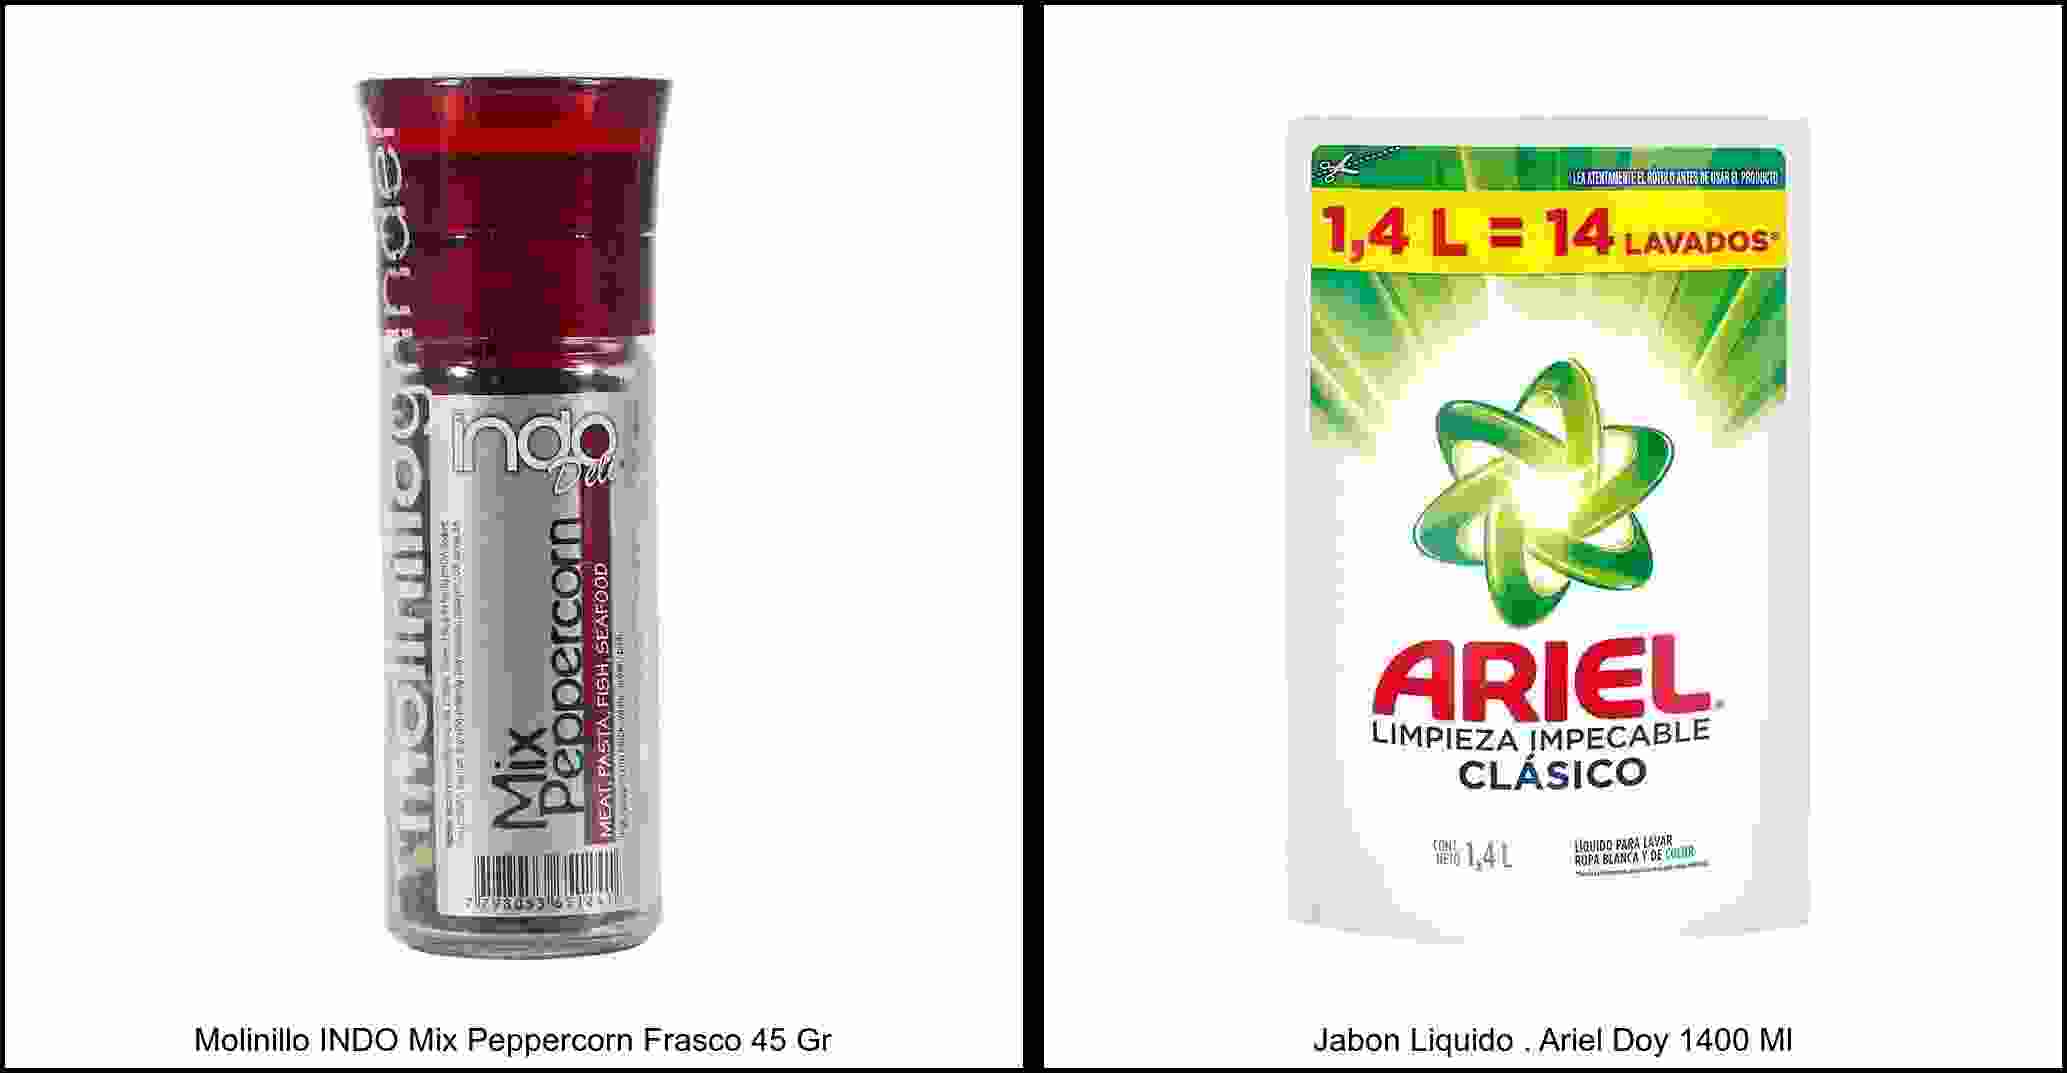 molinillo grinder
indo
Deli
Mix
Peppercorn
MEAT, PASTA, FISH, SEAFOOD
Molinillo INDO Mix Peppercorn Frasco 45 Gr
LEA ATENTAMENTE EL RÓTULO ANTES DE USAR EL PRODUCTO
1,4 L = 14 LAVADOS*
ARIEL
LIMPIEZA IMPECABLE
CLÁSICO
CONT.
NETO 1,4 L
LÍQUIDO PARA LAVAR
ROPA BLANCA Y DE COLOR
Jabon Liquido . Ariel Doy 1400 Ml